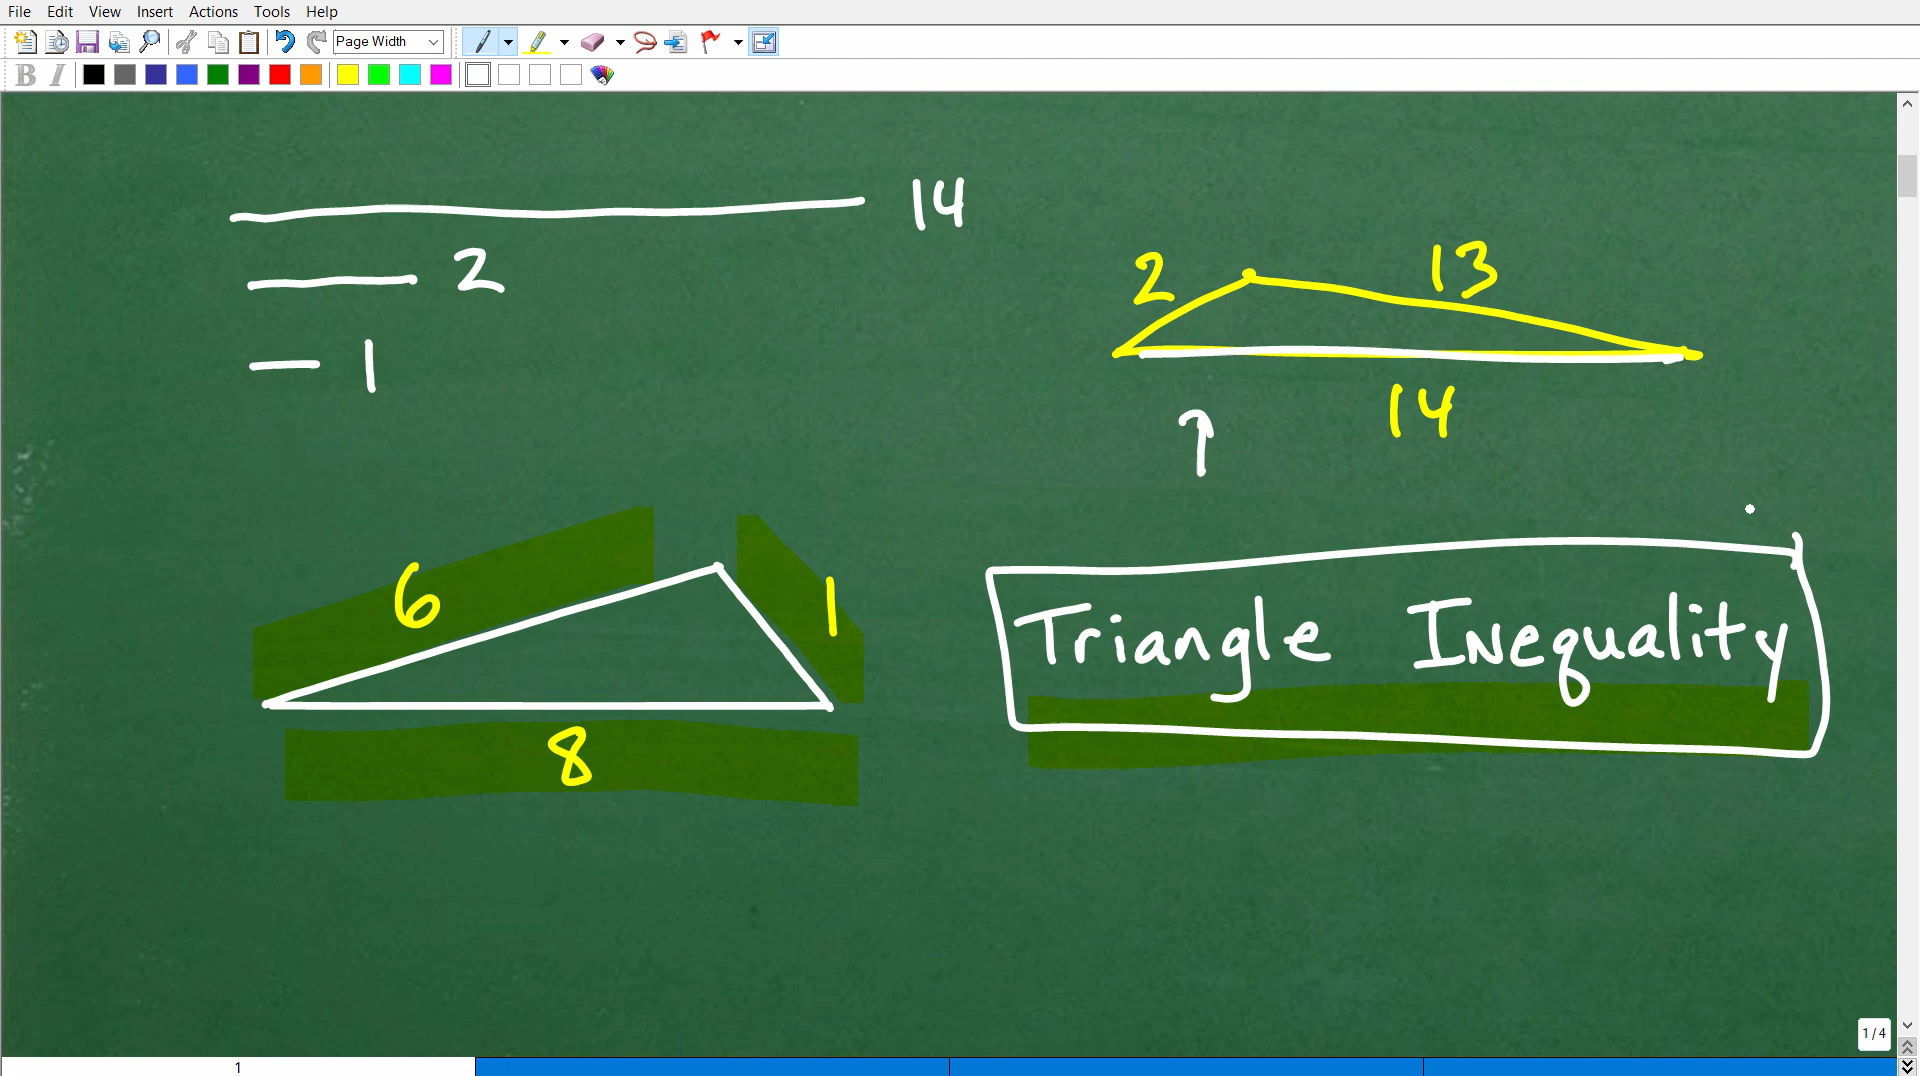 File Edit View Insert Actions Tools Help
Page Width
B I
14
2
1
2
13
14
6
1
8
Triangle Inequality
1 / 4
1